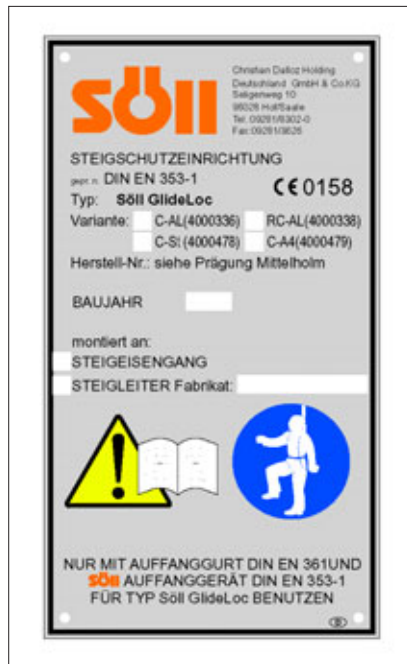 SÖLL
Christian Dalloz Holding
Deutschland GmbH & Co.KG
Seligenweg 10
95028 Hof/Saale
Tel. 09281/8302-0
Fax: 09281/3626
STEIGSCHUTZEINRICHTUNG
gepr. n. DIN EN 353-1
CE 0158
Typ: Söll GlideLoc
Variante: C-AL(4000336) RC-AL(4000338)
C-St (4000478) C-A4(4000479)
Herstell-Nr.: siehe Prägung Mittelholm
BAUJAHR
montiert an:
STEIGEISENGANG
STEIGLEITER Fabrikat:
NUR MIT AUFFANGGURT DIN EN 361UND
SÖLL AUFFANGGERÄT DIN EN 353-1
FÜR TYP Söll GlideLoc BENUTZEN